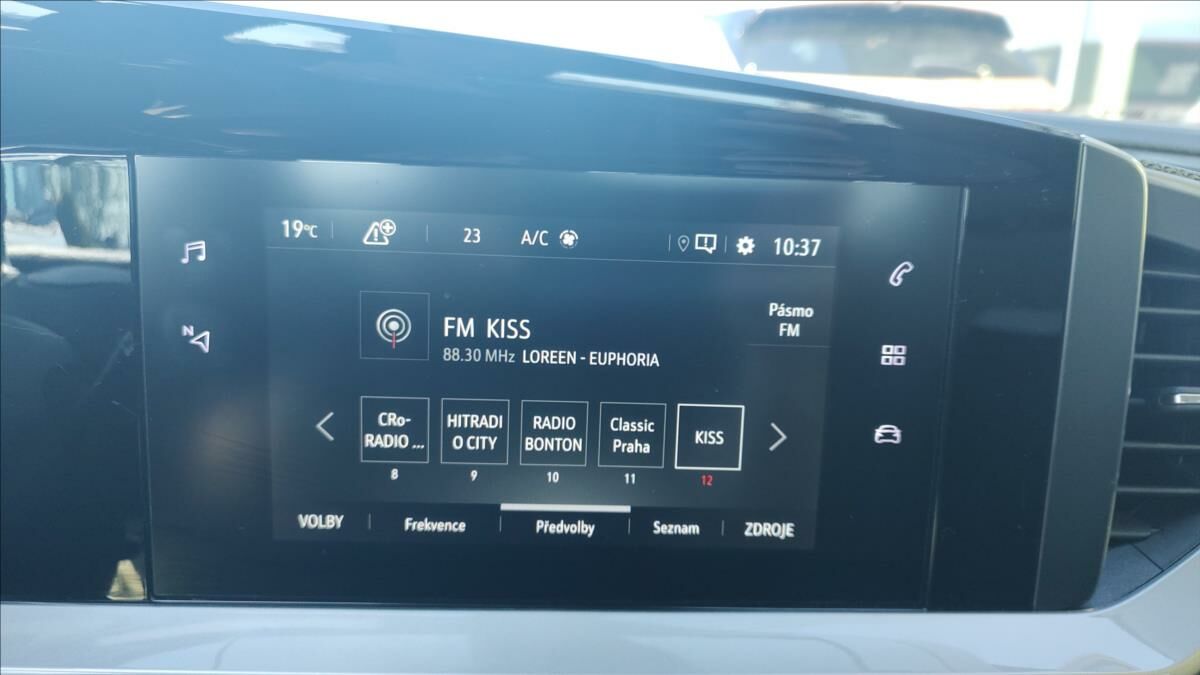 19°C 23 A/C 10:37
Pásmo
FM
FM KISS
88.30 MHz LOREEN - EUPHORIA
N
CRo-
RADIO ...
HITRADI
O CITY
RADIO
BONTON
Classic
Praha
KISS
8 9 10 11 12
VOLBY Frekvence Předvolby Seznam ZDROJE